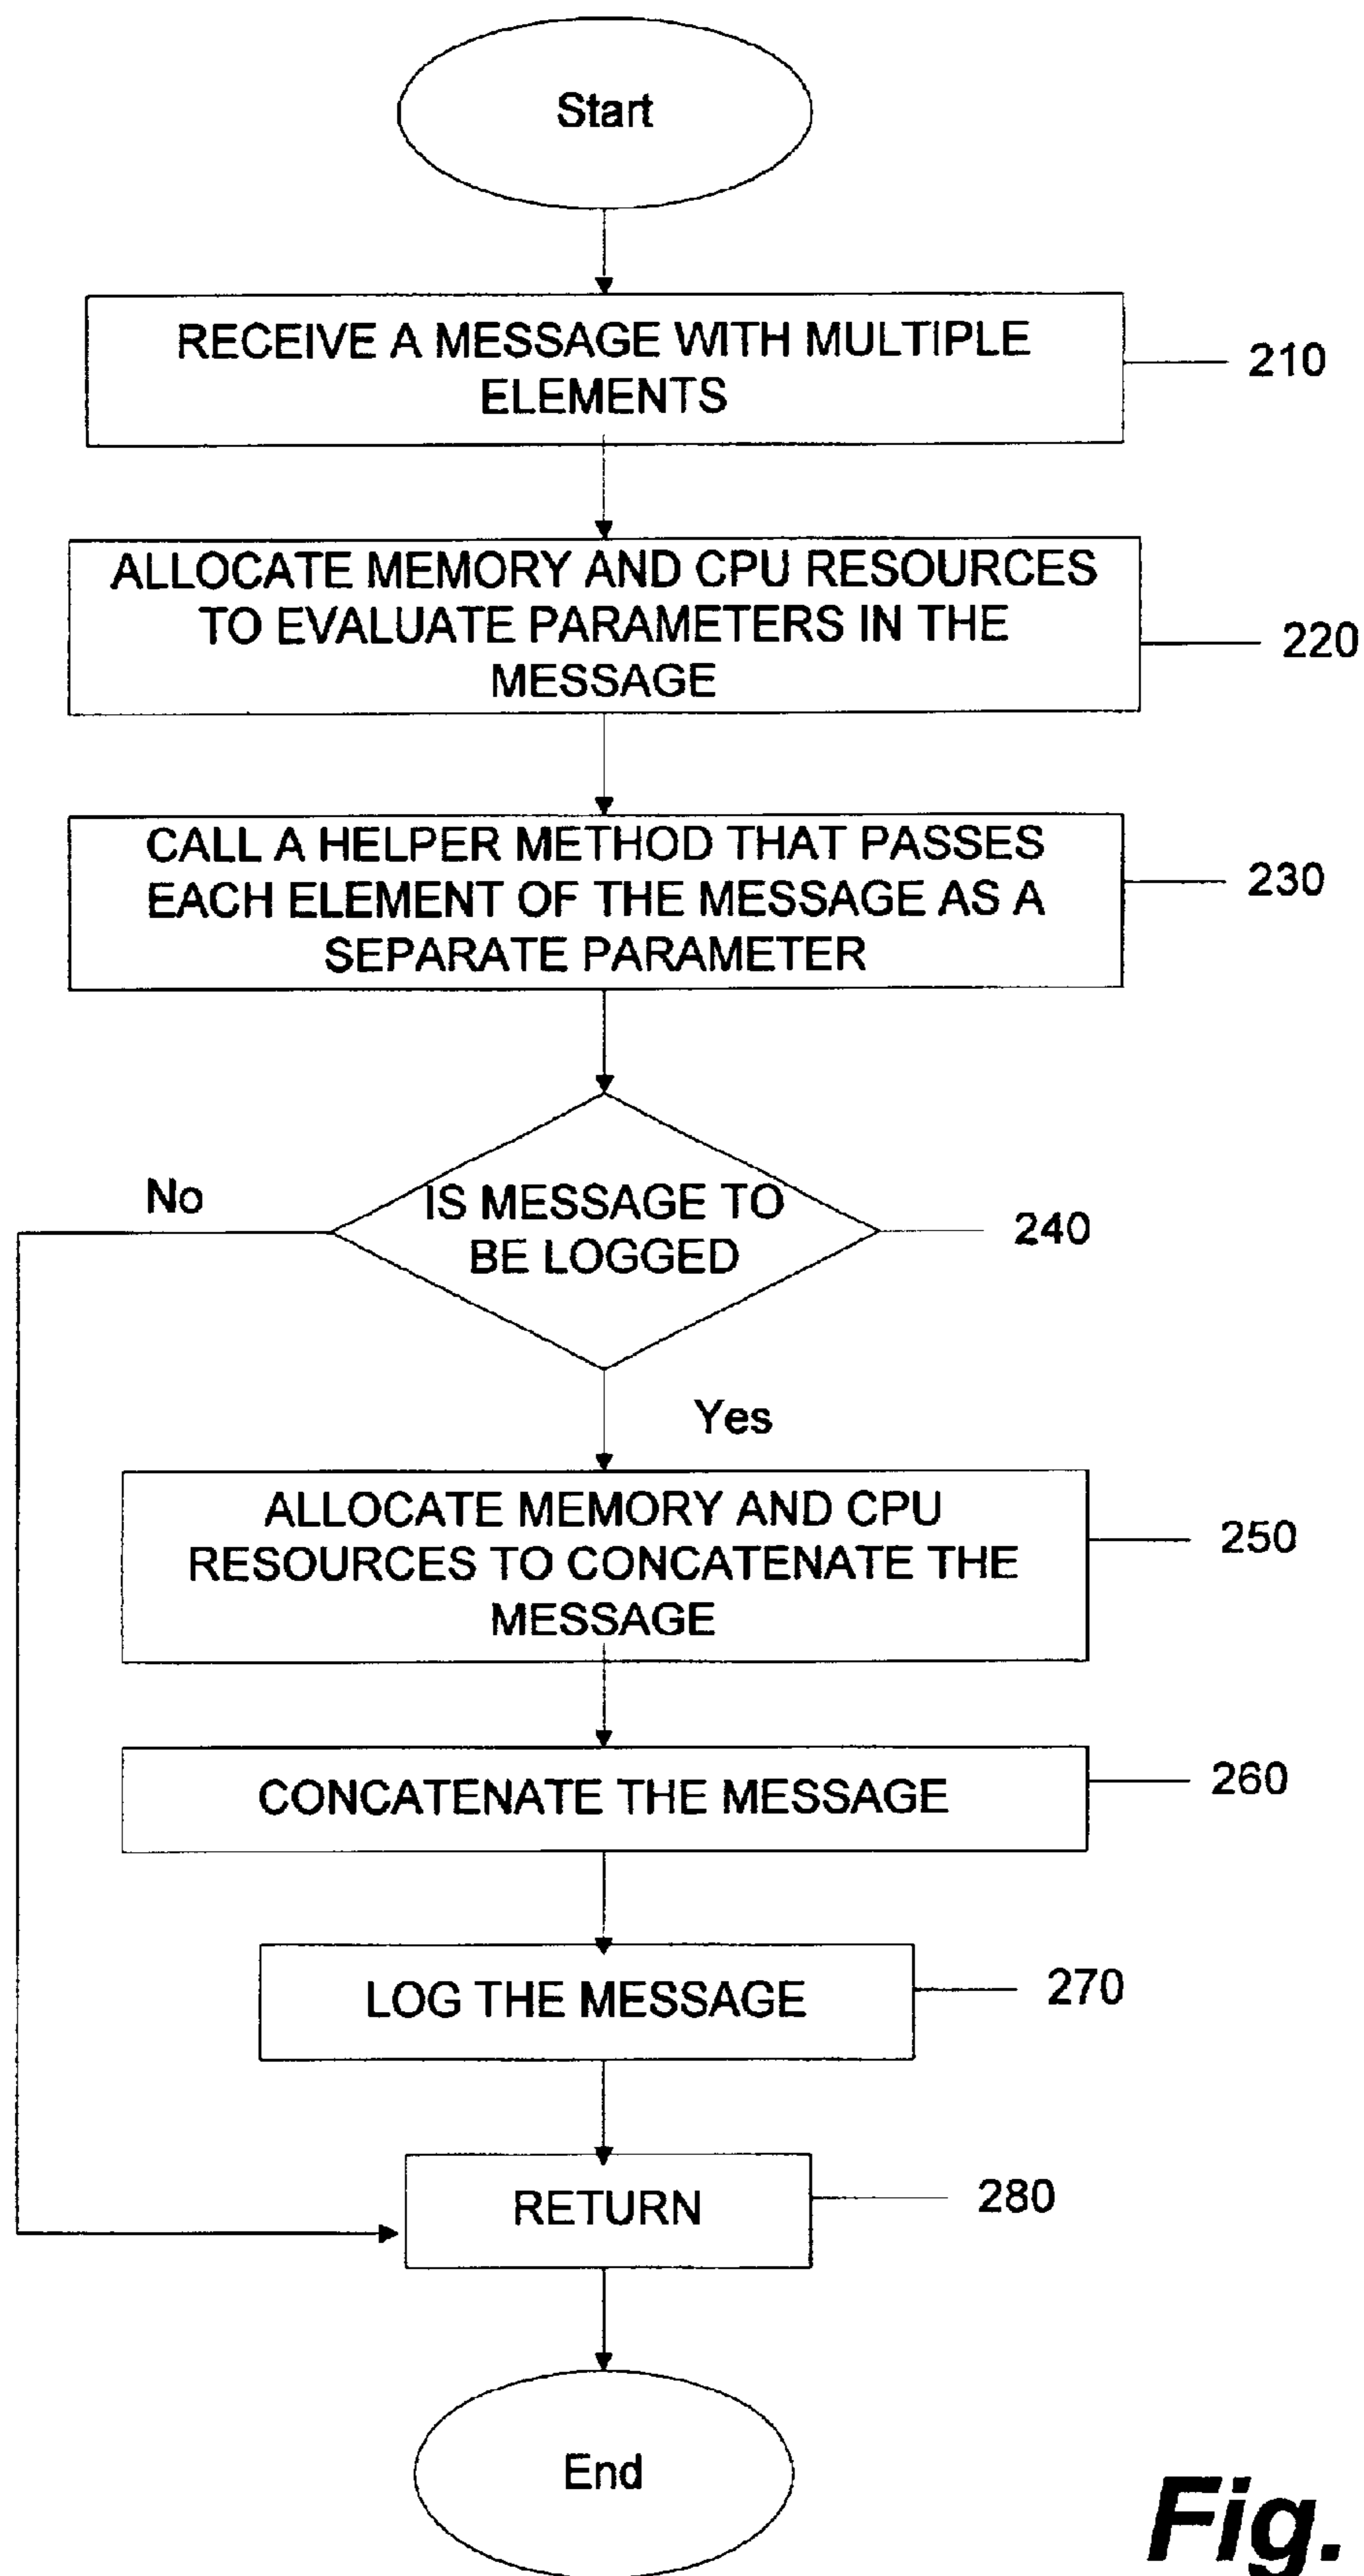 Start
RECEIVE A MESSAGE WITH MULTIPLE
ELEMENTS
210
ALLOCATE MEMORY AND CPU RESOURCES
TO EVALUATE PARAMETERS IN THE
MESSAGE
220
CALL A HELPER METHOD THAT PASSES
EACH ELEMENT OF THE MESSAGE AS A
SEPARATE PARAMETER
230
No
IS MESSAGE TO
BE LOGGED
240
Yes
ALLOCATE MEMORY AND CPU
RESOURCES TO CONCATENATE THE
MESSAGE
250
CONCATENATE THE MESSAGE
260
LOG THE MESSAGE
270
RETURN
280
End
Fig.